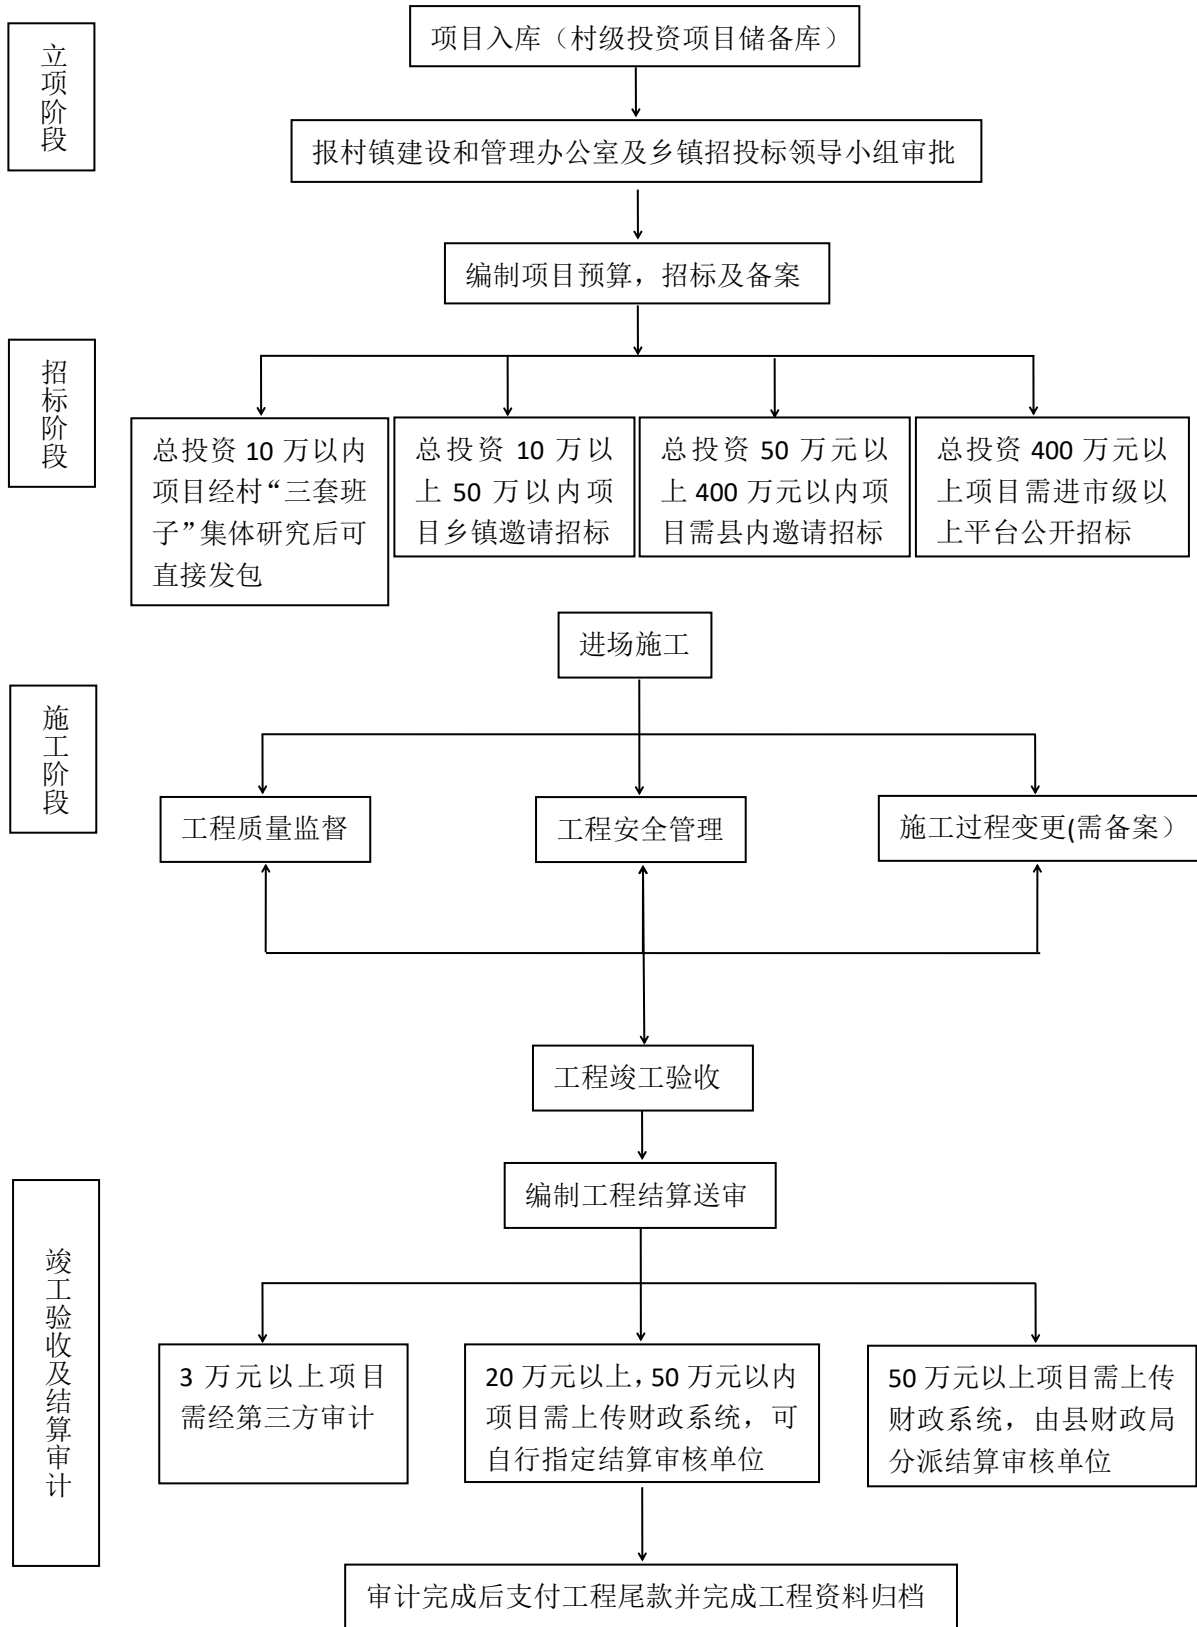 立项阶段
项目入库（村级投资项目储备库）
报村镇建设和管理办公室及乡镇招投标领导小组审批
编制项目预算，招标及备案
招标阶段
总投资 10 万以内
项目经村“三套班
子”集体研究后可
直接发包
总投资 10 万以
上 50 万以内项
目乡镇邀请招标
总投资 50 万元以
上 400 万元以内项
目需县内邀请招标
总投资 400 万元以
上项目需进市级以
上平台公开招标
进场施工
施工阶段
工程质量监督
工程安全管理
施工过程变更(需备案）
工程竣工验收
编制工程结算送审
竣工验收及结算审计
3 万元以上项目
需经第三方审计
20 万元以上，50 万元以内
项目需上传财政系统，可
自行指定结算审核单位
50 万元以上项目需上传
财政系统，由县财政局
分派结算审核单位
审计完成后支付工程尾款并完成工程资料归档